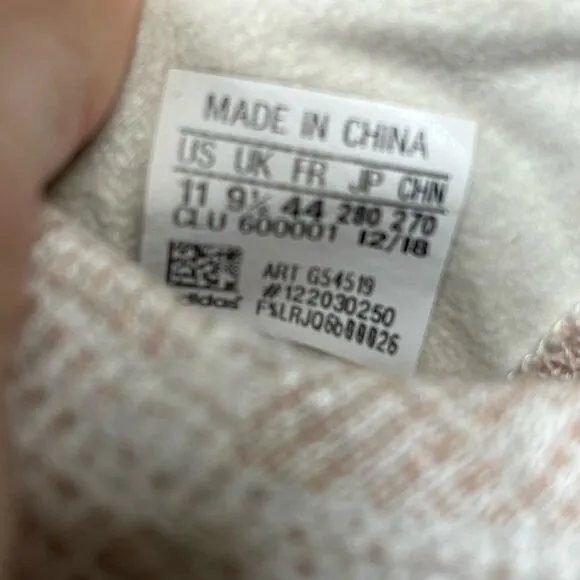 MADE IN CHINA
US UK FR JP CHN
11 9½ 44 280 270
CLU 600001 12/18
ART G54519
#122030250
adidas